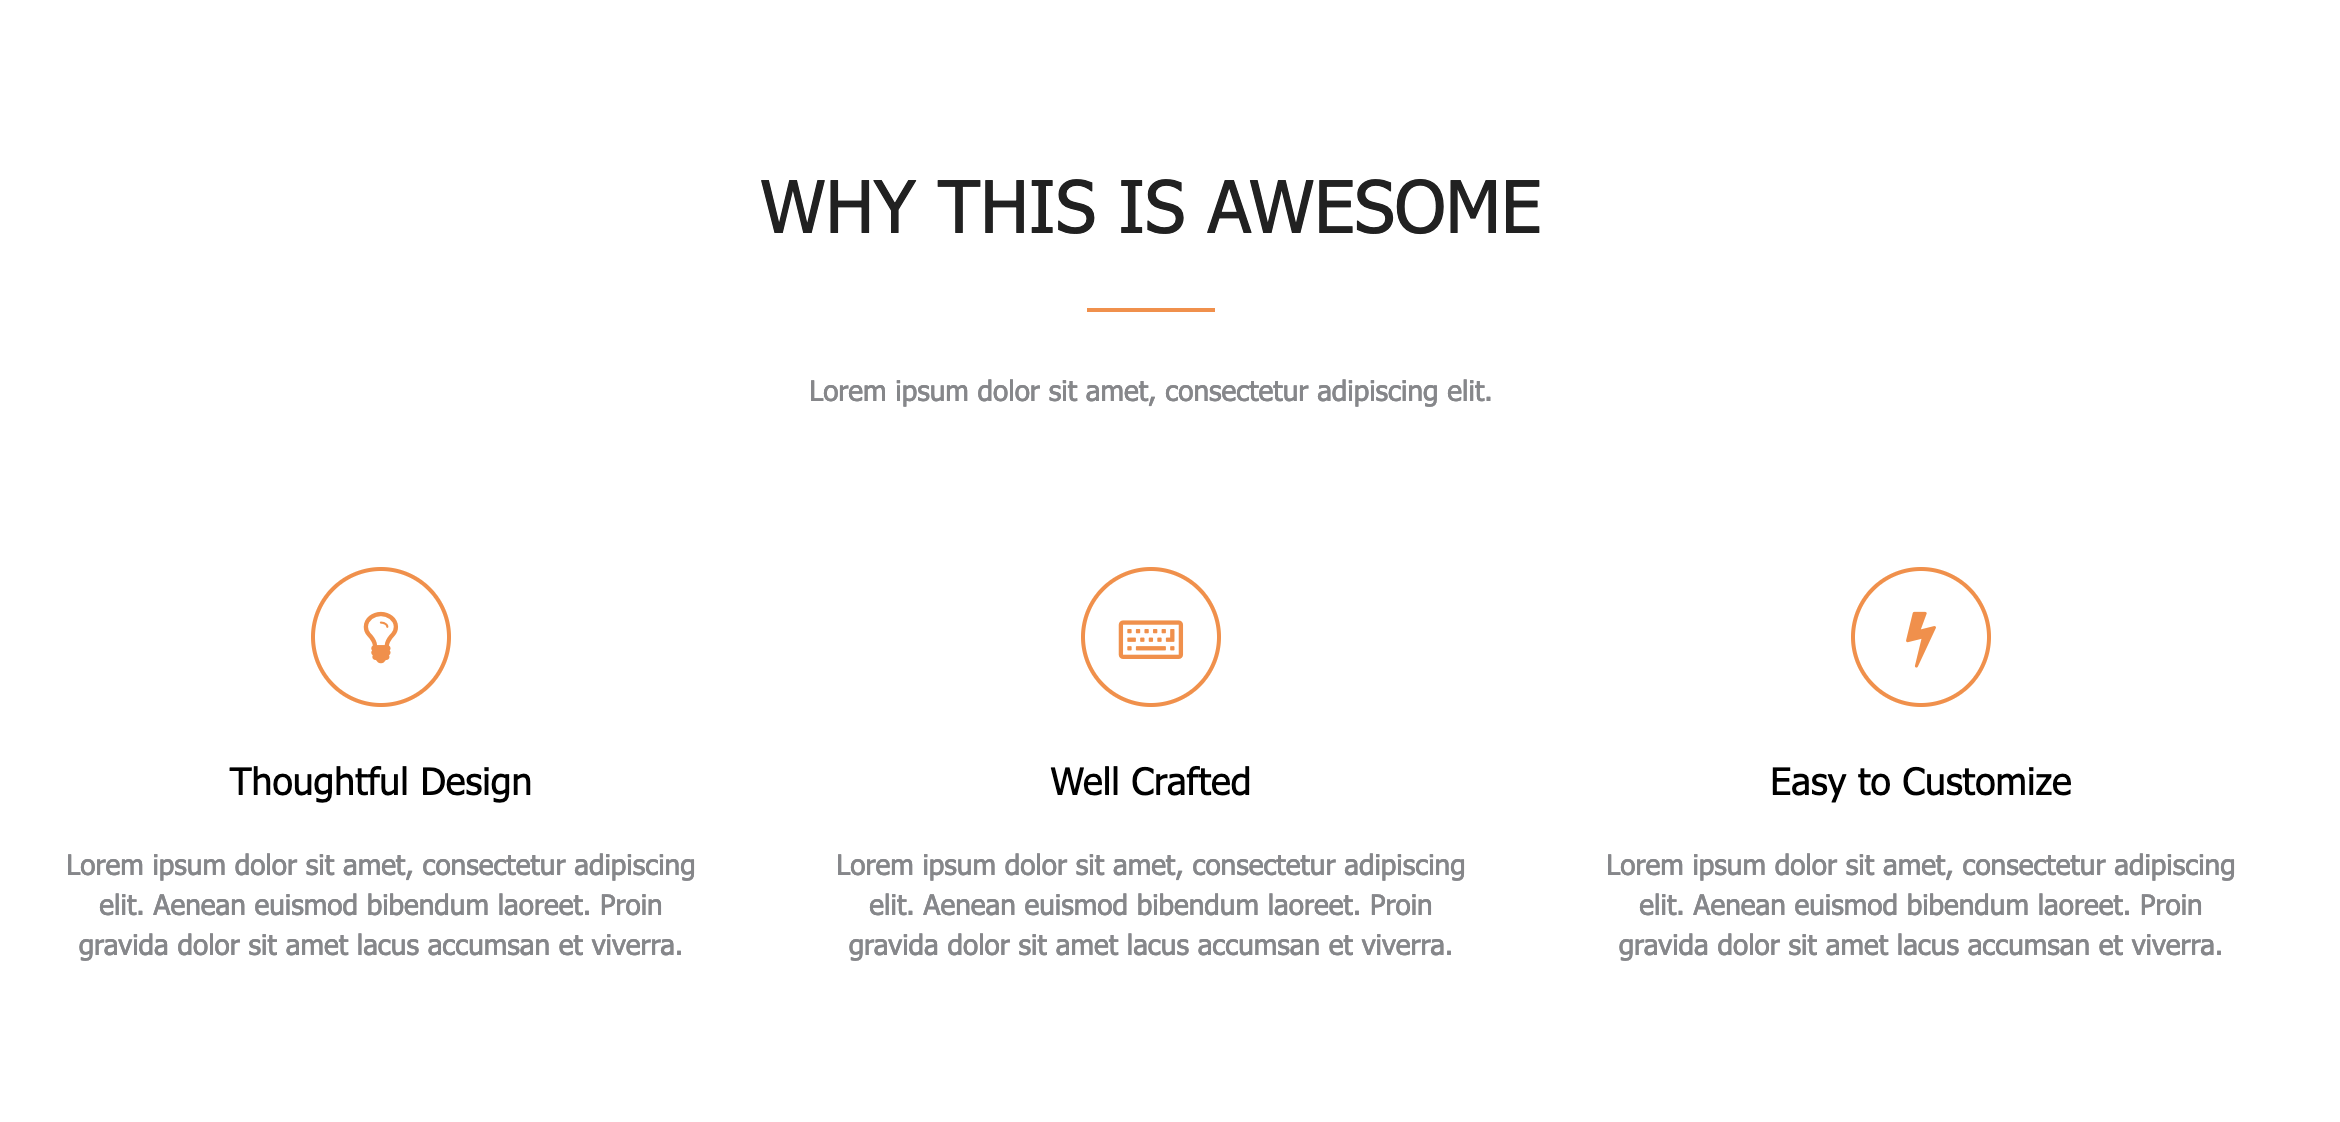 WHY THIS IS AWESOME
Lorem ipsum dolor sit amet, consectetur adipiscing elit.
Thoughtful Design
Lorem ipsum dolor sit amet, consectetur adipiscing
elit. Aenean euismod bibendum laoreet. Proin
gravida dolor sit amet lacus accumsan et viverra.
Well Crafted
Lorem ipsum dolor sit amet, consectetur adipiscing
elit. Aenean euismod bibendum laoreet. Proin
gravida dolor sit amet lacus accumsan et viverra.
Easy to Customize
Lorem ipsum dolor sit amet, consectetur adipiscing
elit. Aenean euismod bibendum laoreet. Proin
gravida dolor sit amet lacus accumsan et viverra.